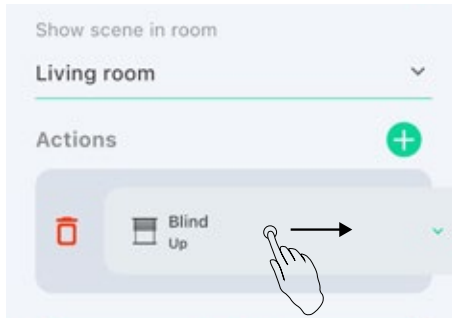 Show scene in room
Living room
Actions
Blind
Up